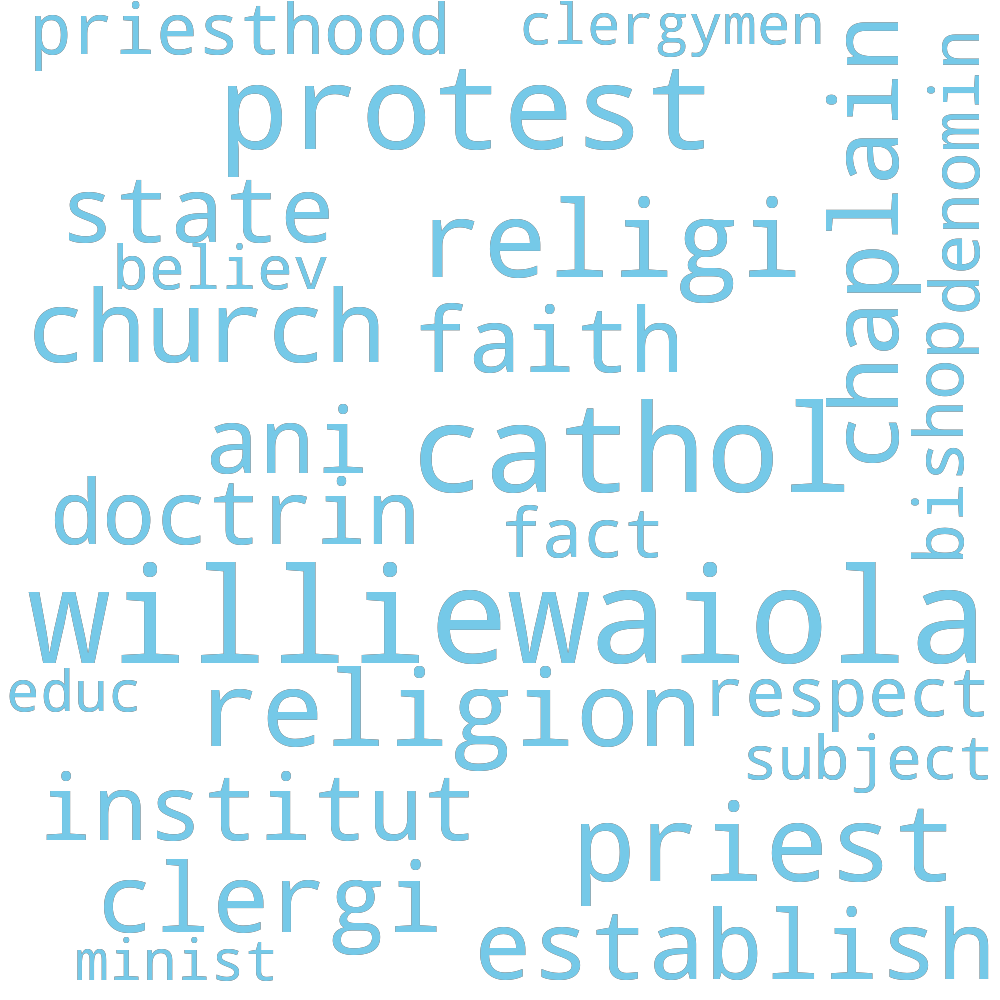 priesthood
clergymen
protest
chaplain
denomin
state
religi
believ
church
faith
bishop
ani
cathol
doctrin
fact
williewaiola
educ
religion
respect
subject
institut
priest
clergi
establish
minist